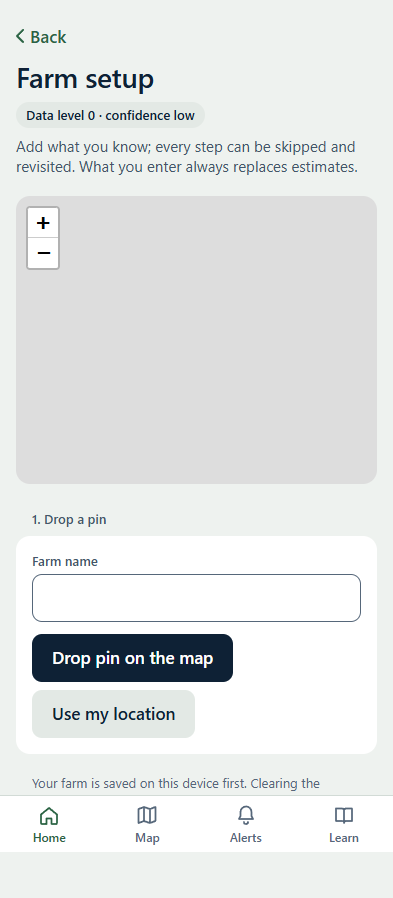 Back
Farm setup
Data level 0 · confidence low
Add what you know; every step can be skipped and
revisited. What you enter always replaces estimates.
+
−
1. Drop a pin
Farm name
Drop pin on the map
Use my location
Your farm is saved on this device first. Clearing the
Home
Map
Alerts
Learn